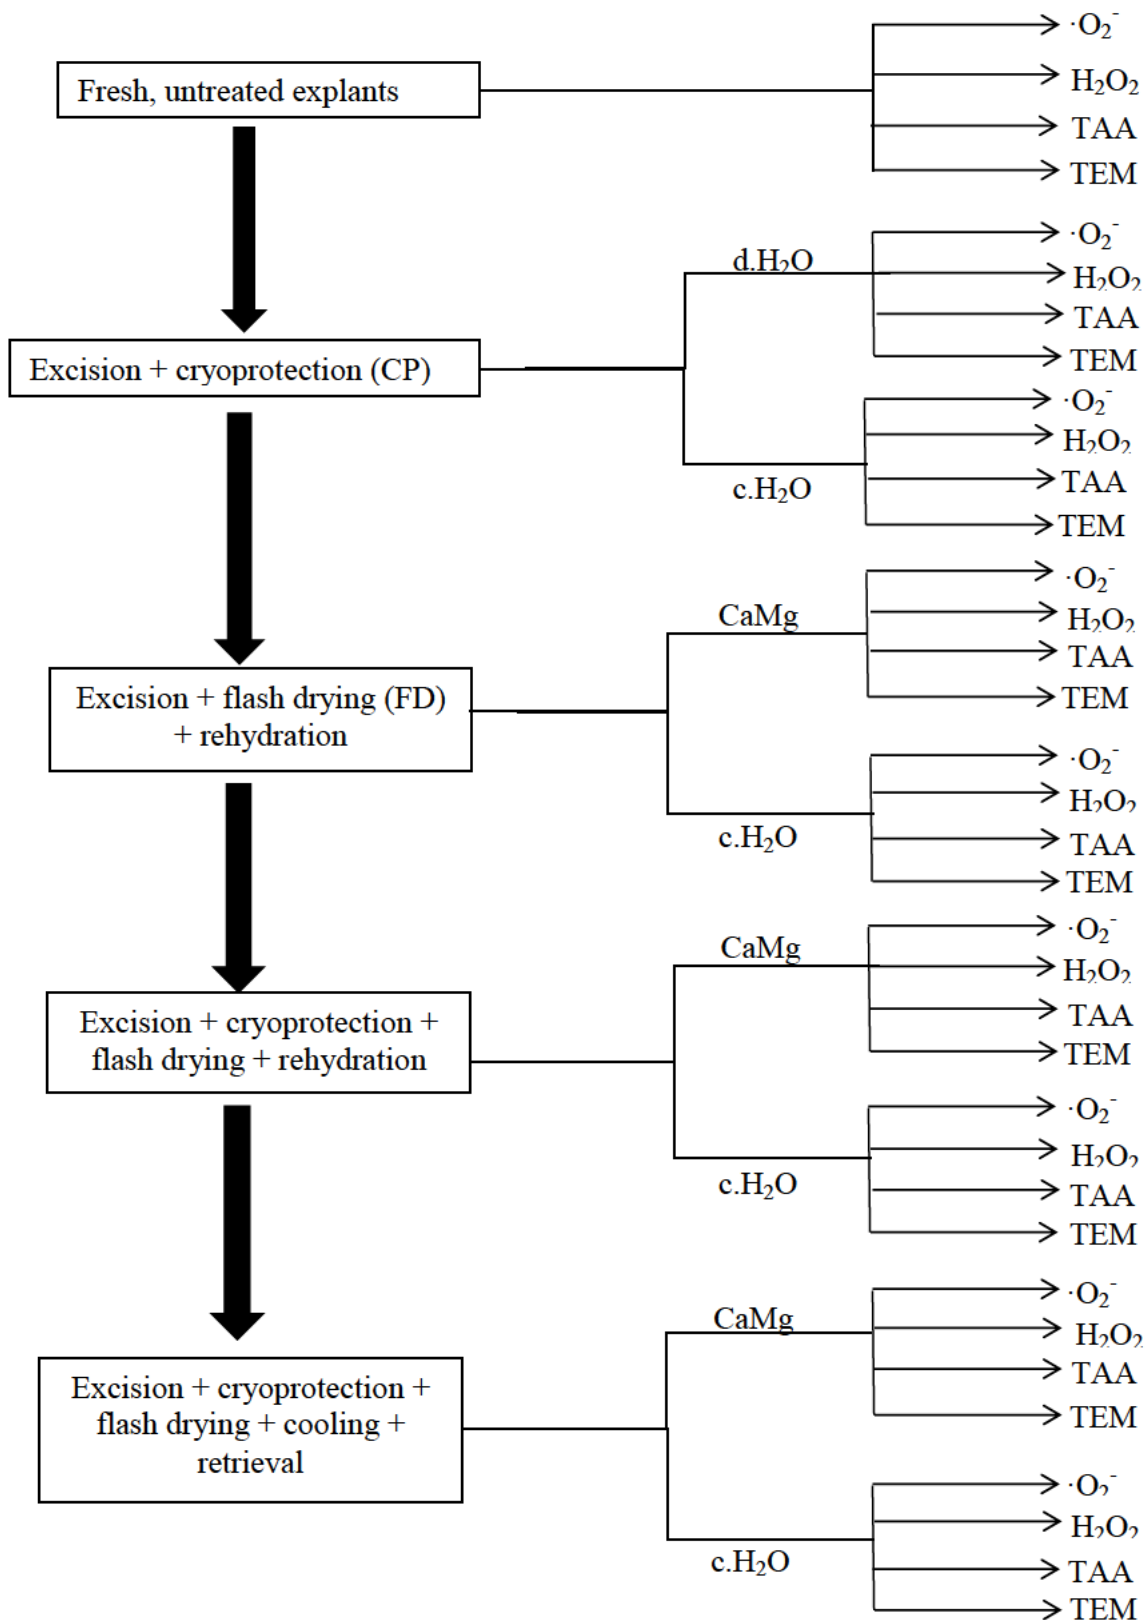 ·O₂⁻
Fresh, untreated explants
H₂O₂
TAA
TEM
·O₂⁻
d.H₂O
H₂O₂
TAA
TEM
Excision + cryoprotection (CP)
·O₂⁻
H₂O₂
c.H₂O
TAA
TEM
·O₂⁻
CaMg
H₂O₂
TAA
TEM
Excision + flash drying (FD)
+ rehydration
·O₂⁻
H₂O₂
c.H₂O
TAA
TEM
·O₂⁻
CaMg
H₂O₂
TAA
TEM
Excision + cryoprotection +
flash drying + rehydration
·O₂⁻
H₂O₂
c.H₂O
TAA
TEM
·O₂⁻
CaMg
H₂O₂
TAA
TEM
Excision + cryoprotection +
flash drying + cooling +
retrieval
·O₂⁻
H₂O₂
c.H₂O
TAA
TEM